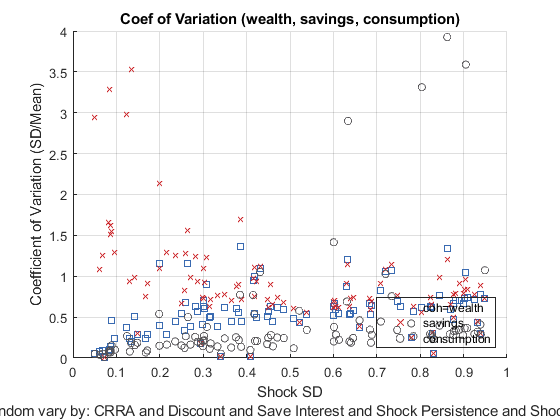 Coef of Variation (wealth, savings, consumption)
4
3.5
3
2.5
2
1.5
1
0.5
0
Coefficient of Variation (SD/Mean)
coh=wealth
savings
consumption
0 0.1 0.2 0.3 0.4 0.5 0.6 0.7 0.8 0.9 1
Shock SD
ndom vary by: CRRA and Discount and Save Interest and Shock Persistence and Sho